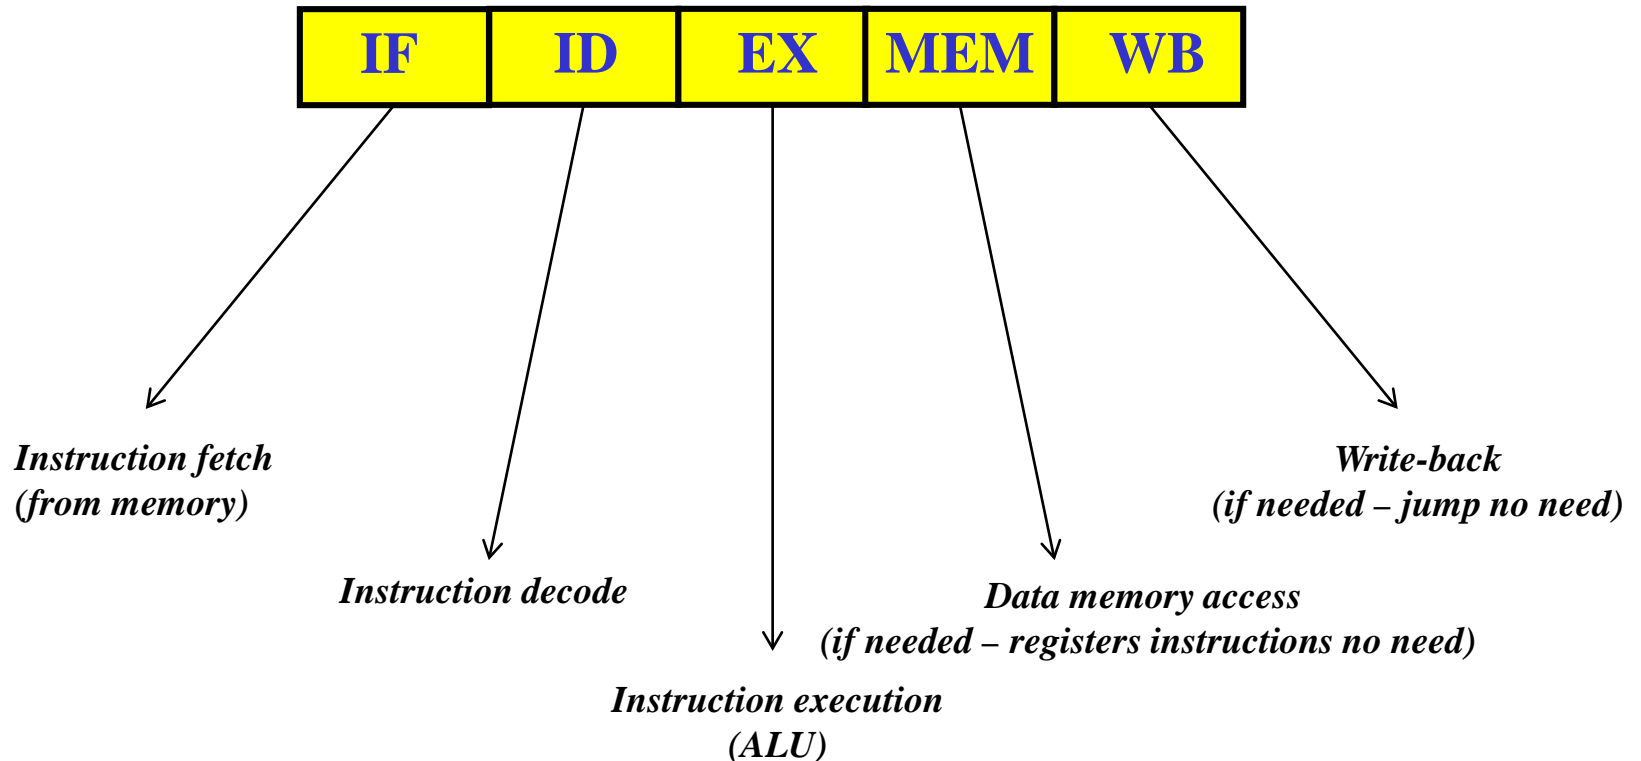 IF ID EX MEM WB
Instruction fetch
(from memory)
Instruction decode
Instruction execution
(ALU)
Data memory access
(if needed – registers instructions no need)
Write-back
(if needed – jump no need)